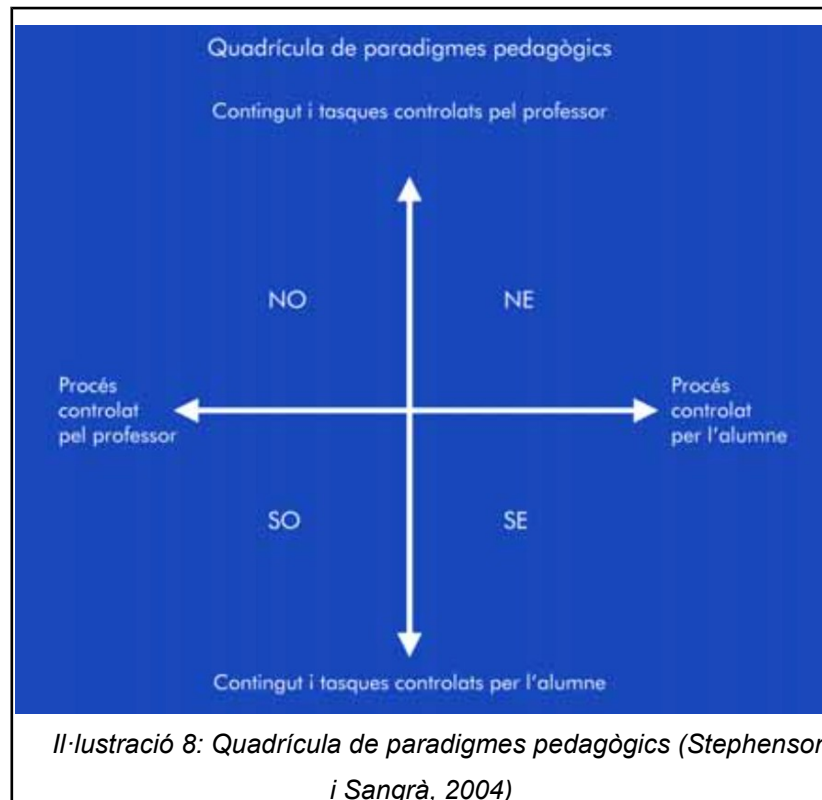 Quadrícula de paradigmes pedagògics
Contingut i tasques controlats pel professor
NO
NE
Procés
controlat
pel professor
Procés
controlat
per l'alumne
SO
SE
Contingut i tasques controlats per l'alumne
Il·lustració 8: Quadrícula de paradigmes pedagògics (Stephenson
i Sangrà, 2004)